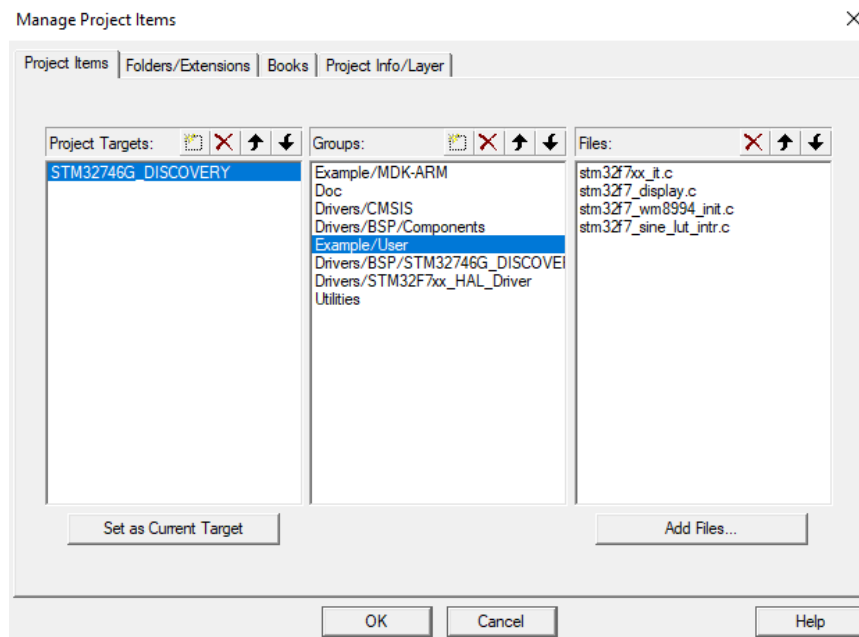 Manage Project Items
Project Items Folders/Extensions Books Project Info/Layer
Project Targets: Groups: Files:
STM32746G_DISCOVERY
Example/MDK-ARM
Doc
Drivers/CMSIS
Drivers/BSP/Components
Example/User
Drivers/BSP/STM32746G_DISCOVE
Drivers/STM32F7xx_HAL_Driver
Utilities
stm32f7xx_it.c
stm32f7_display.c
stm32f7_wm8994_init.c
stm32f7_sine_lut_intr.c
Set as Current Target Add Files...
OK Cancel Help